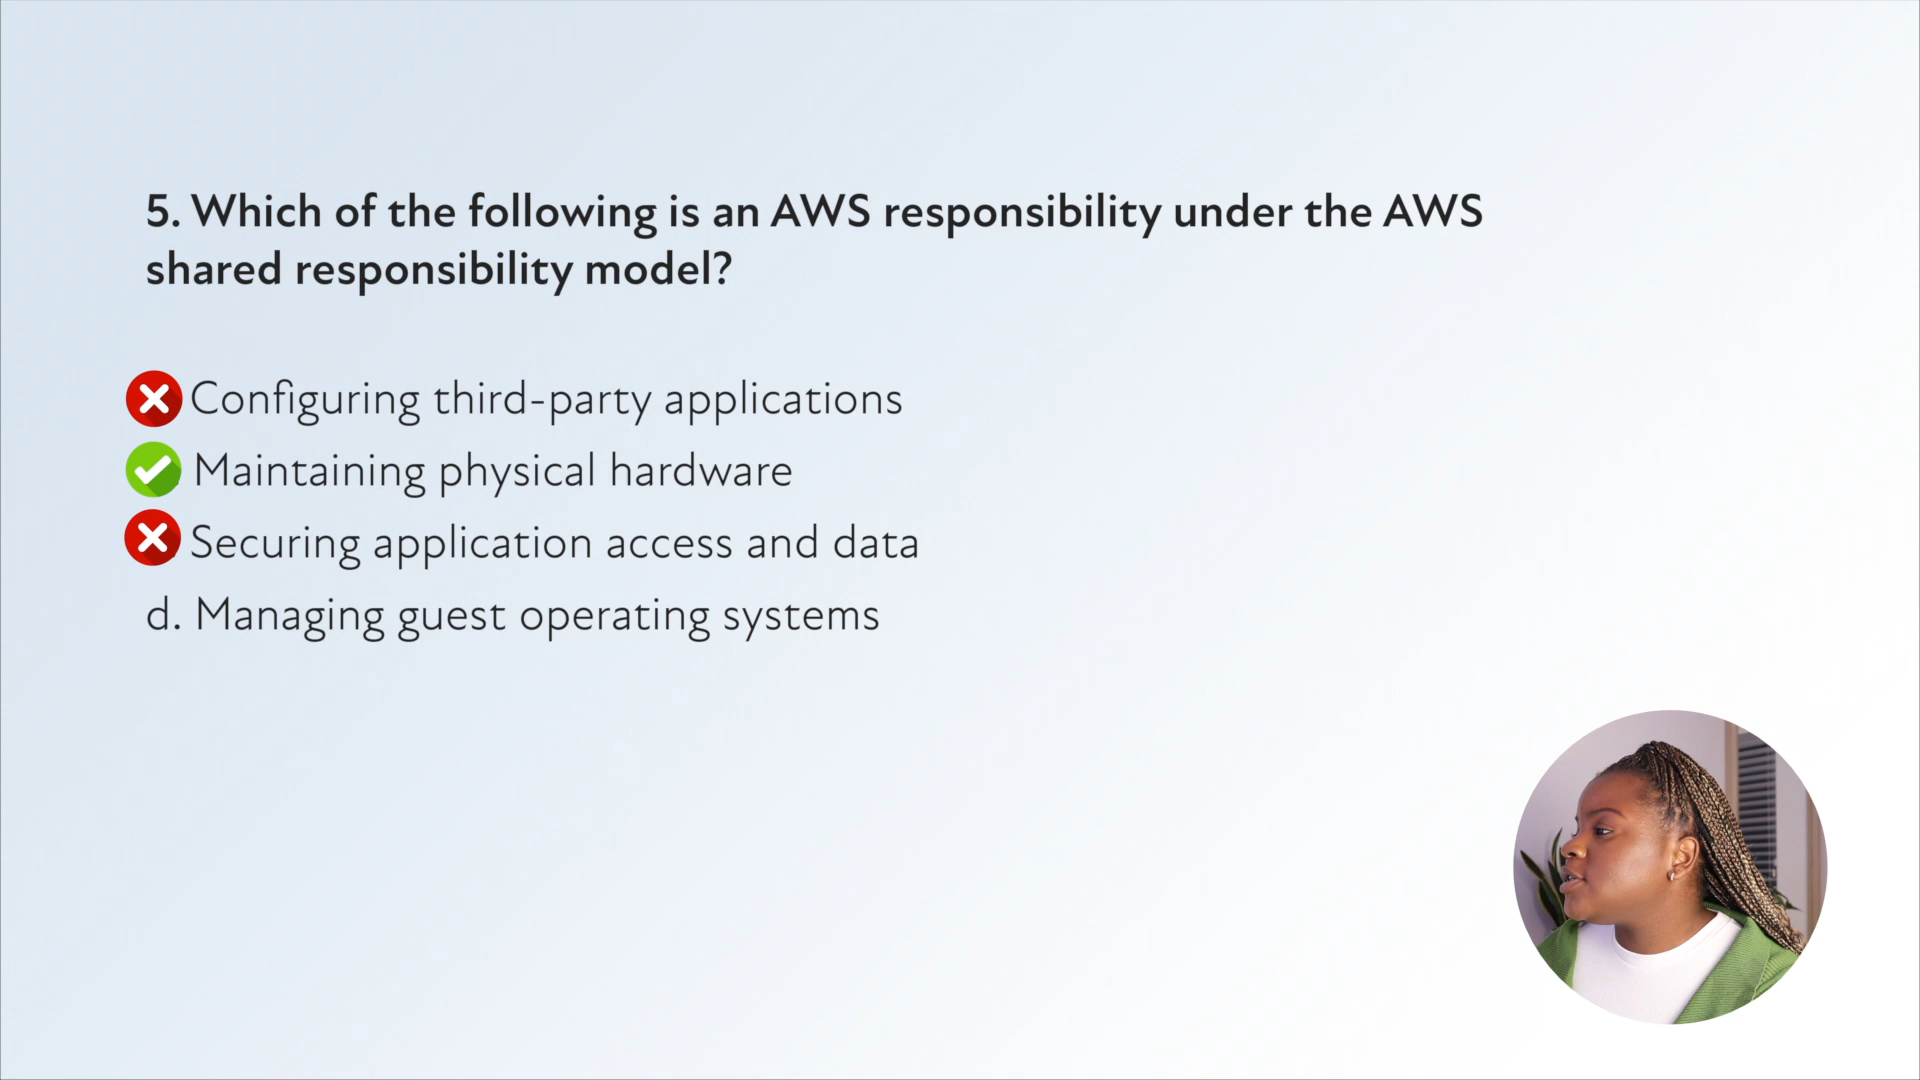 5. Which of the following is an AWS responsibility under the AWS
shared responsibility model?
Configuring third-party applications
Maintaining physical hardware
Securing application access and data
d. Managing guest operating systems